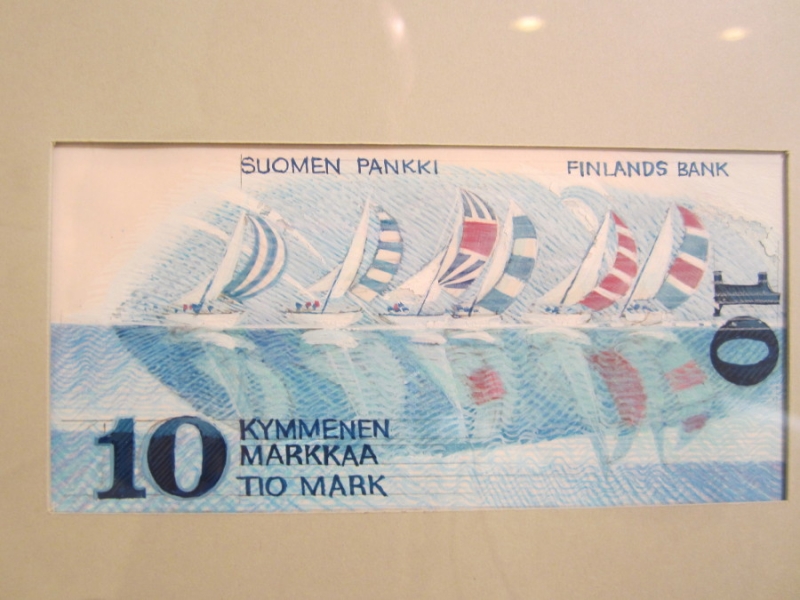 SUOMEN PANKKI
FINLANDS BANK
10
10
KYMMENEN
MARKKAA
TIO MARK